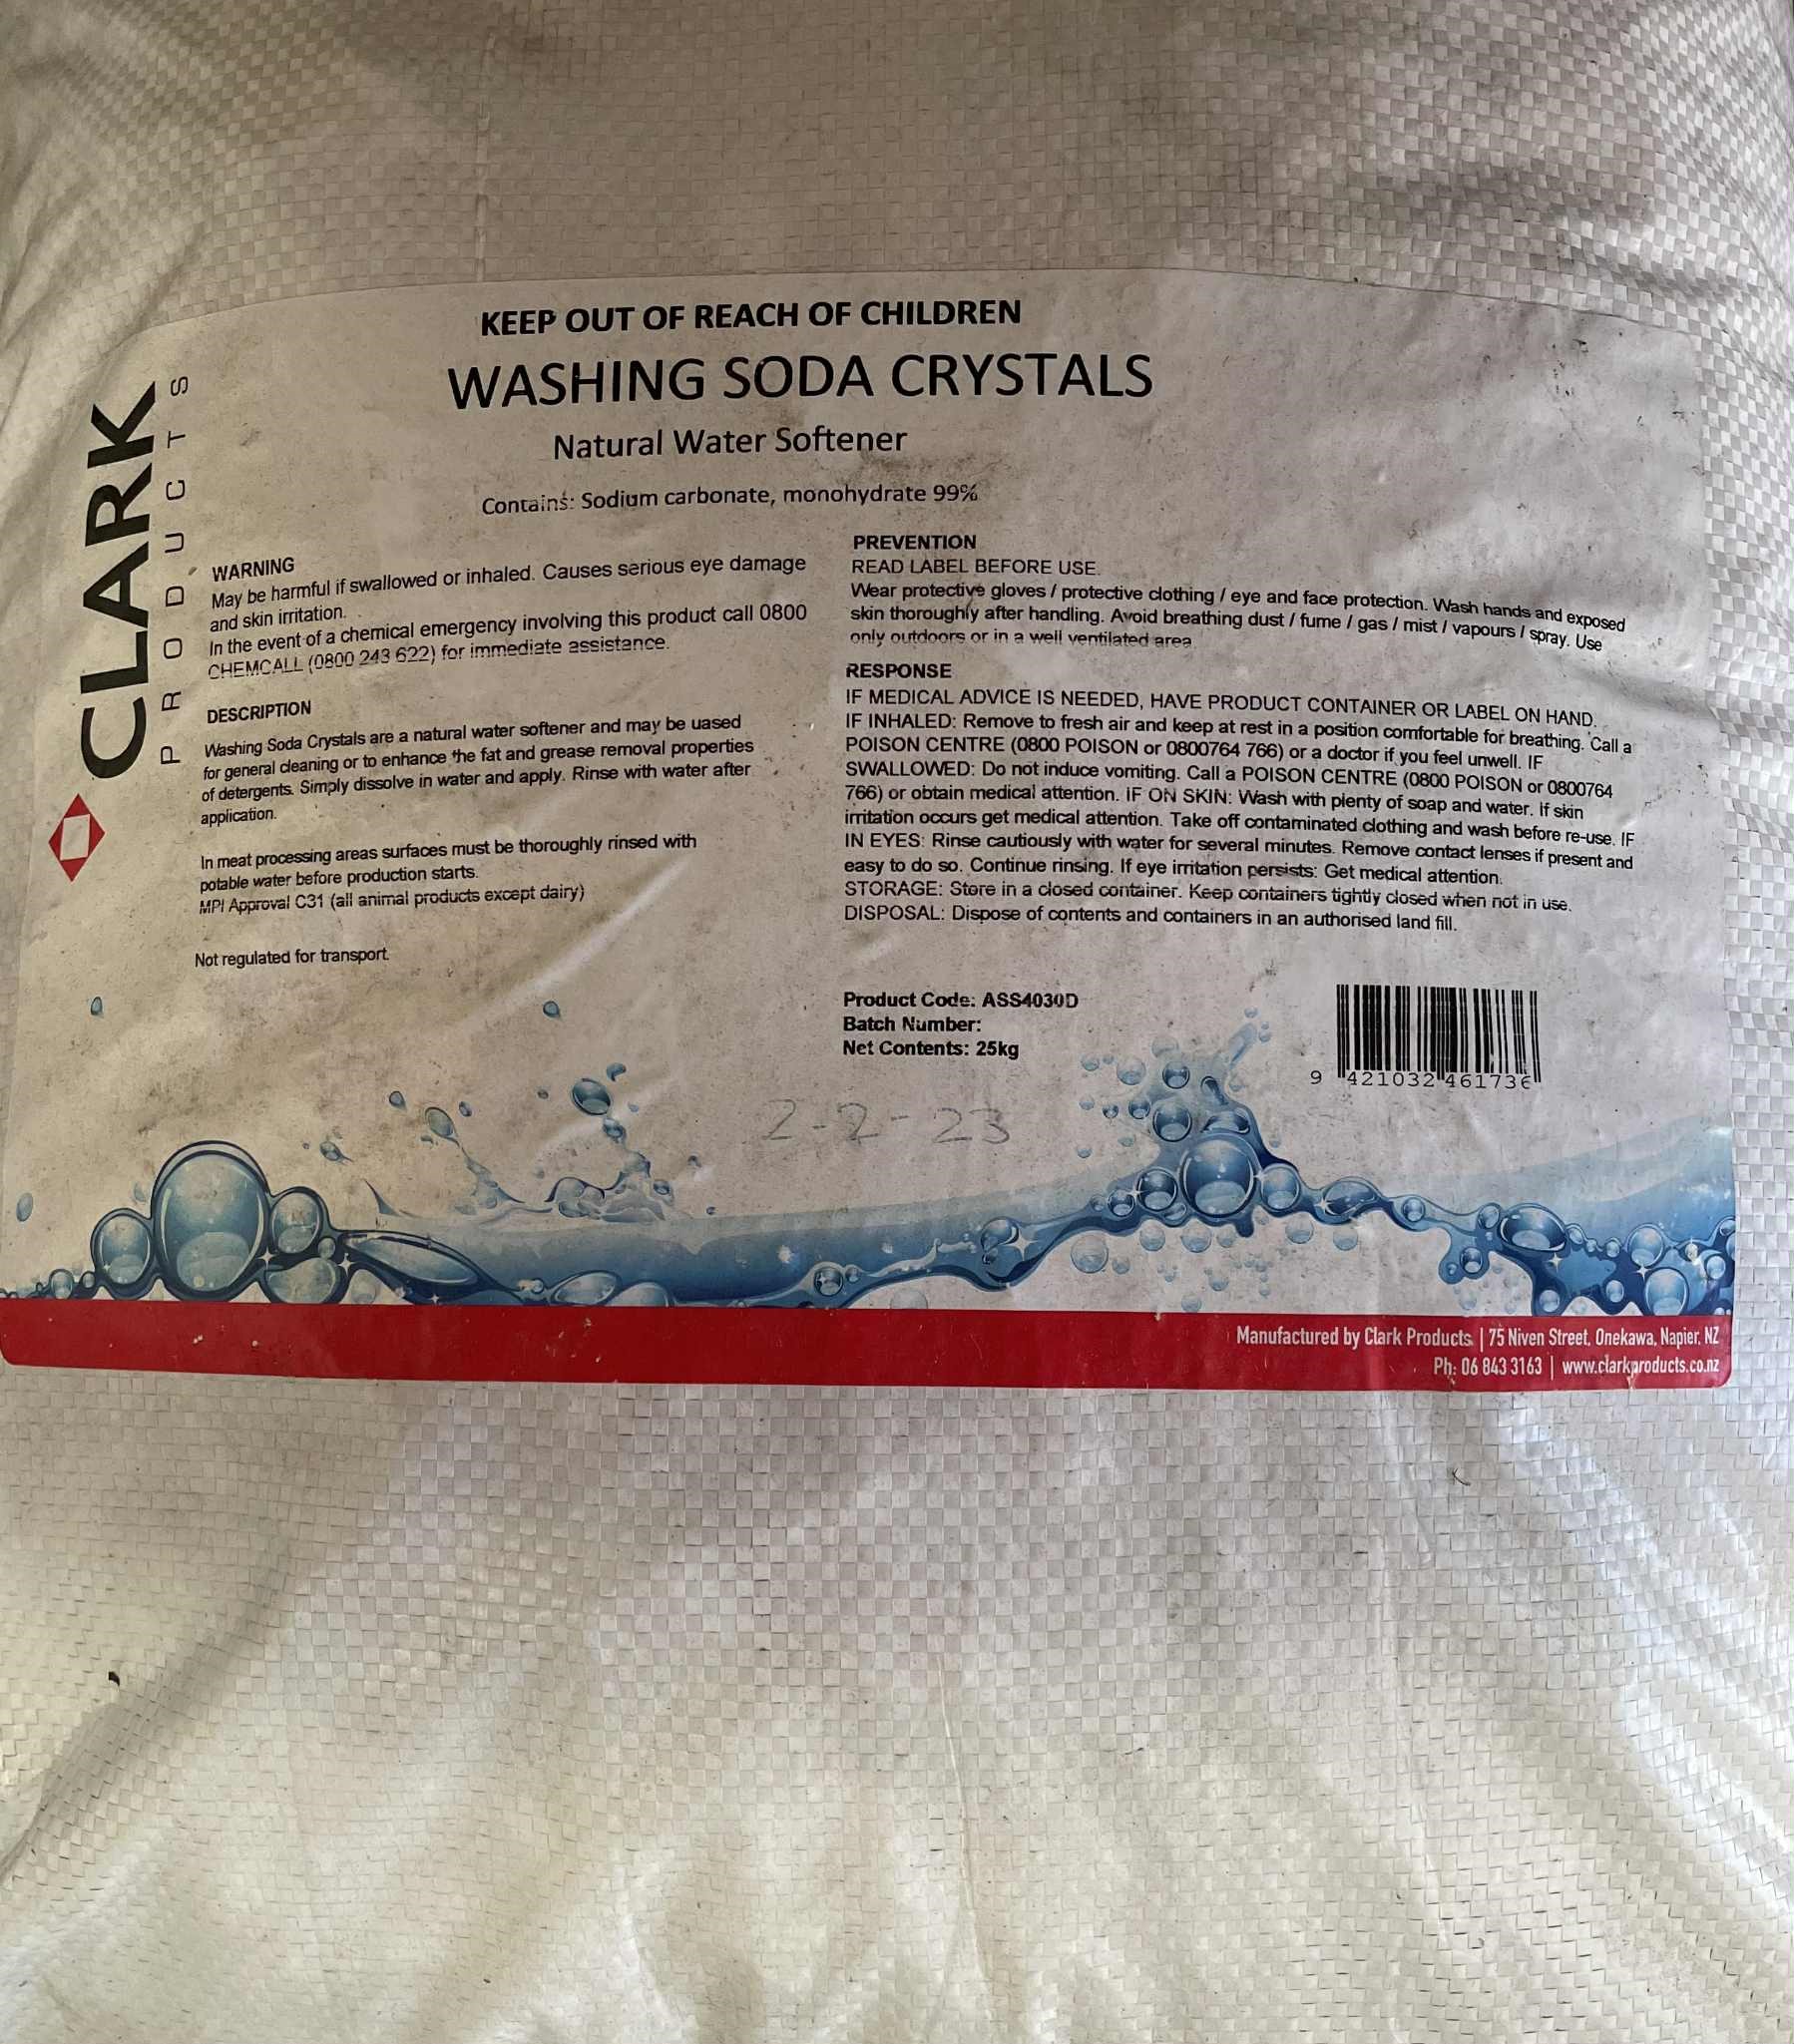 KEEP OUT OF REACH OF CHILDREN
WASHING SODA CRYSTALS
Natural Water Softener
Contains: Sodium carbonate, monohydrate 99%
CLARK
PRODUCTS
WARNING
May be harmful if swallowed or inhaled. Causes serious eye damage
and skin irritation.
In the event of a chemical emergency involving this product call 0800
CHEMCALL (0800 243 622) for immediate assistance.
DESCRIPTION
Washing Soda Crystals are a natural water softener and may be uased
for general cleaning or to enhance the fat and grease removal properties
of detergents. Simply dissolve in water and apply. Rinse with water after
application.
In meat processing areas surfaces must be thoroughly rinsed with
potable water before production starts.
MPI Approval C31 (all animal products except dairy)
Not regulated for transport.
PREVENTION
READ LABEL BEFORE USE.
Wear protective gloves / protective clothing / eye and face protection. Wash hands and exposed
skin thoroughly after handling. Avoid breathing dust / fume / gas / mist / vapours / spray. Use
only outdoors or in a well ventilated area
RESPONSE
IF MEDICAL ADVICE IS NEEDED, HAVE PRODUCT CONTAINER OR LABEL ON HAND.
IF INHALED: Remove to fresh air and keep at rest in a position comfortable for breathing. Call a
POISON CENTRE (0800 POISON or 0800764 766) or a doctor if you feel unwell. IF
SWALLOWED: Do not induce vomiting. Call a POISON CENTRE (0800 POISON or 0800764
766) or obtain medical attention. IF ON SKIN: Wash with plenty of soap and water. If skin
irritation occurs get medical attention. Take off contaminated clothing and wash before re-use. IF
IN EYES: Rinse cautiously with water for several minutes. Remove contact lenses if present and
easy to do so. Continue rinsing. If eye irritation persists: Get medical attention.
STORAGE: Store in a closed container. Keep containers tightly closed when not in use.
DISPOSAL: Dispose of contents and containers in an authorised land fill.
Product Code: ASS4030D
Batch Number:
Net Contents: 25kg
9 421032 461736
2-2-23
Manufactured by Clark Products | 75 Niven Street, Onekawa, Napier, NZ
Ph: 06 843 3163 | www.clarkproducts.co.nz